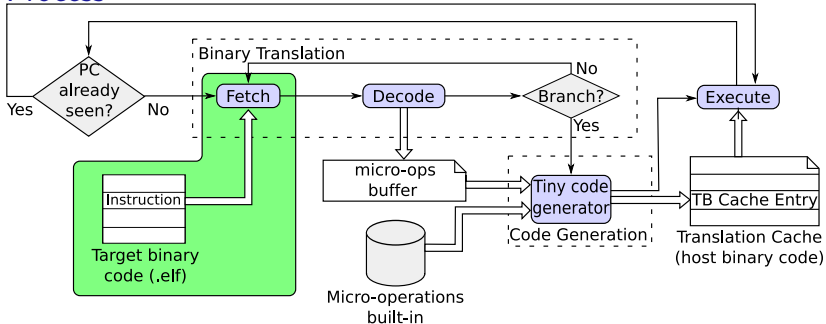 Process
Binary Translation
PC
already
seen?
Yes
No
Fetch
Decode
No
Branch?
Yes
Execute
Instruction
Target binary
code (.elf)
micro-ops
buffer
Tiny code
generator
Code Generation
Micro-operations
built-in
TB Cache Entry
Translation Cache
(host binary code)